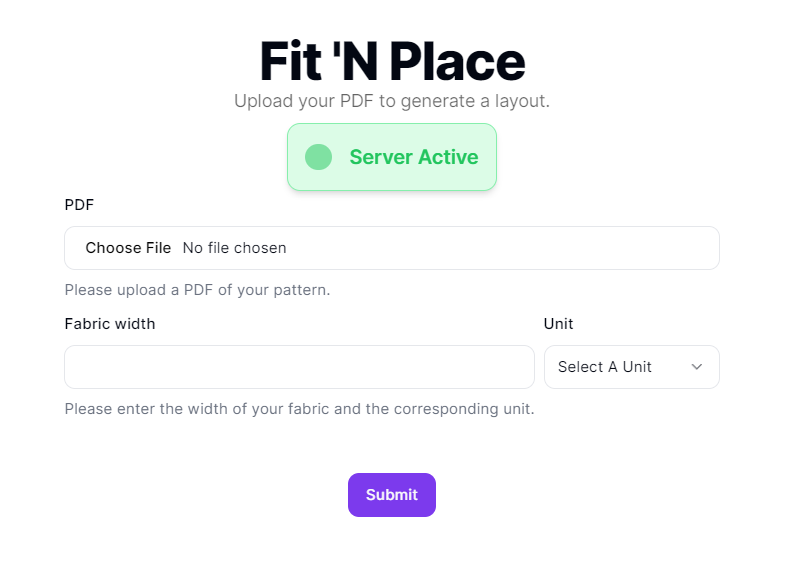 Fit 'N Place
Upload your PDF to generate a layout.
Server Active
PDF
Choose File No file chosen
Please upload a PDF of your pattern.
Fabric width Unit
Select A Unit
Please enter the width of your fabric and the corresponding unit.
Submit